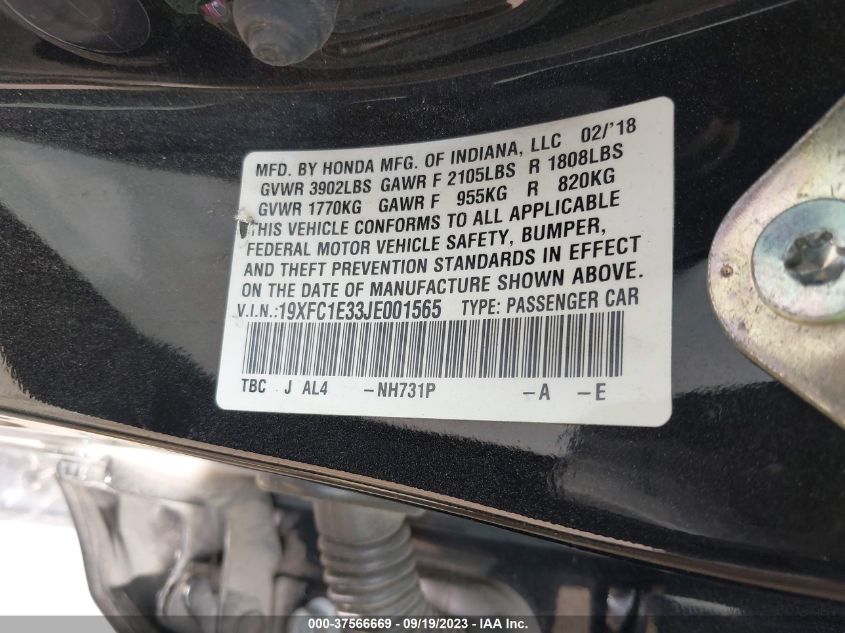 MFD. BY HONDA MFG. OF INDIANA, LLC 02/'18
GVWR 3902LBS GAWR F 2105LBS R 1808LBS
GVWR 1770KG GAWR F 955KG R 820KG
THIS VEHICLE CONFORMS TO ALL APPLICABLE
FEDERAL MOTOR VEHICLE SAFETY, BUMPER,
AND THEFT PREVENTION STANDARDS IN EFFECT
ON THE DATE OF MANUFACTURE SHOWN ABOVE.
V.I.N.:19XFC1E33JE001565 TYPE: PASSENGER CAR
TBC J AL4 -NH731P -A -E
000-37566669 - 09/19/2023 - IAA Inc.